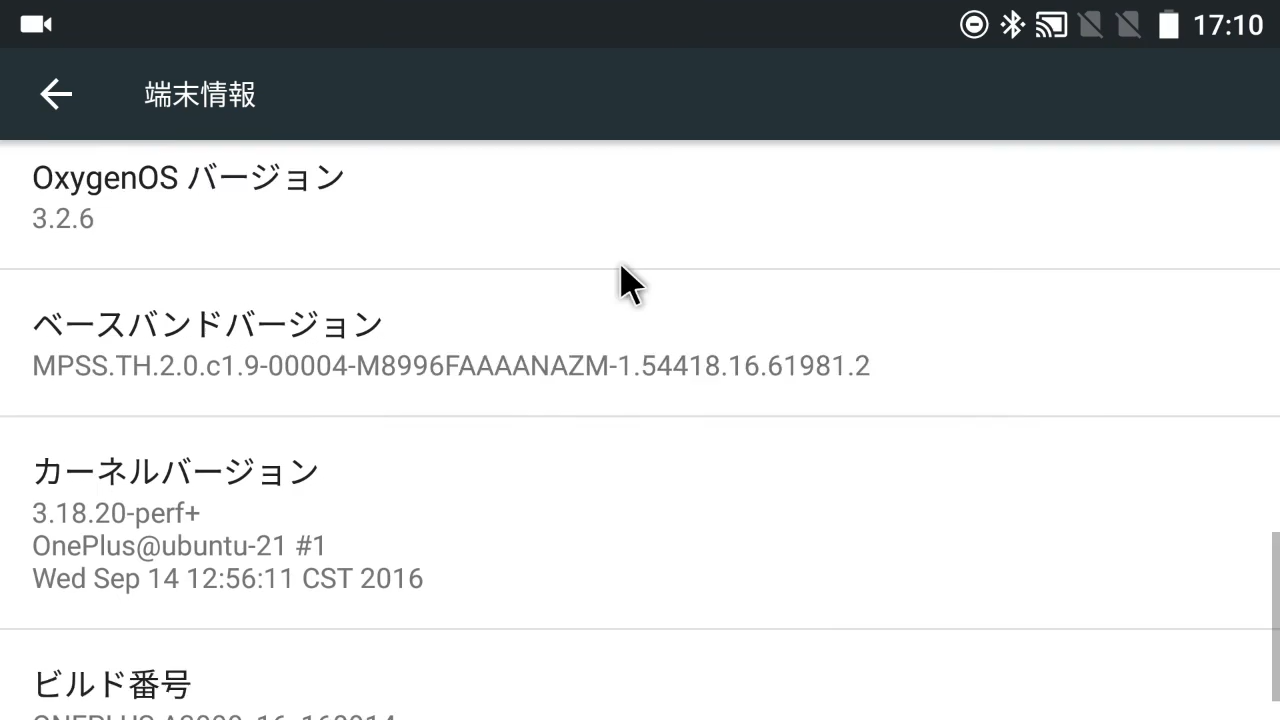 17:10
端末情報
OxygenOS バージョン
3.2.6
ベースバンドバージョン
MPSS.TH.2.0.c1.9-00004-M8996FAAAANAZM-1.54418.16.61981.2
カーネルバージョン
3.18.20-perf+
OnePlus@ubuntu-21 #1
Wed Sep 14 12:56:11 CST 2016
ビルド番号